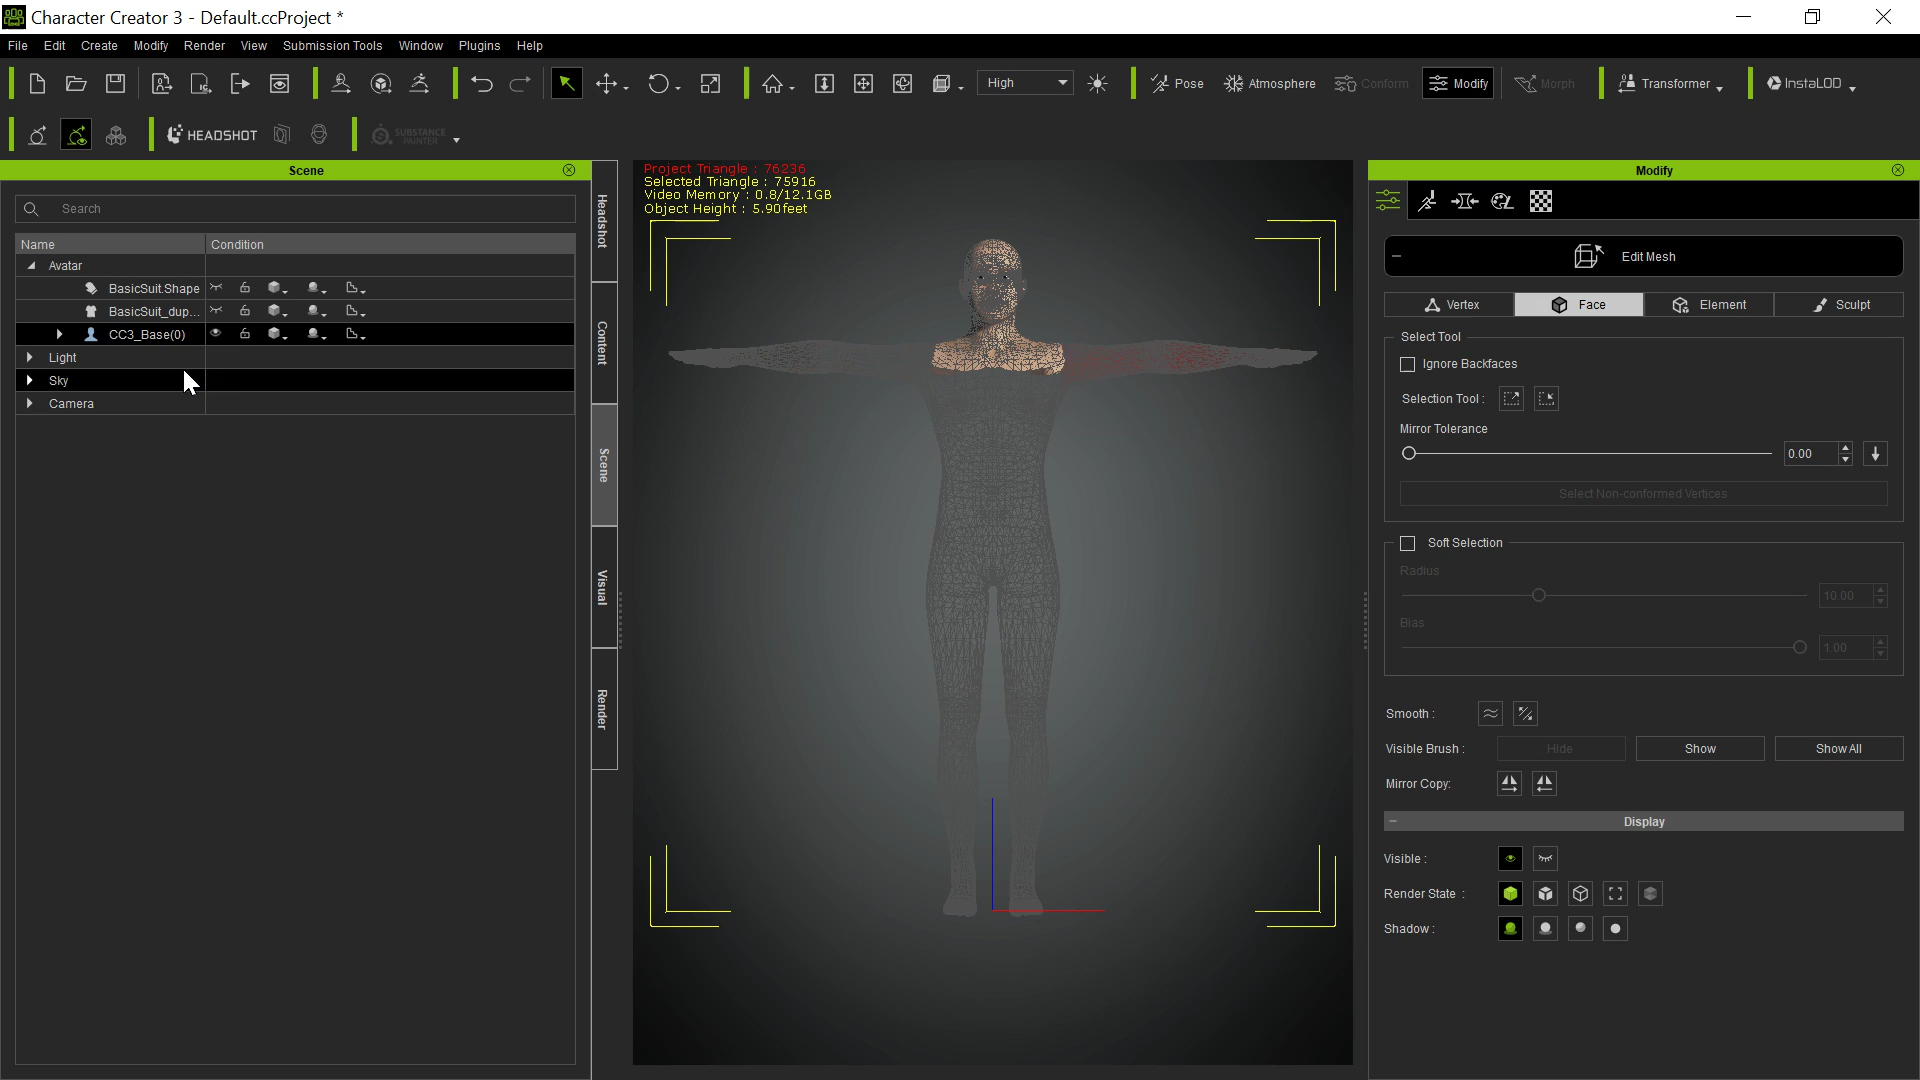 Character Creator 3 - Default.ccProject *
File Edit Create Modify Render View Submission Tools Window Plugins Help
High Pose Atmosphere Conform Modify Morph Transformer InstaLOD
HEADSHOT SUBSTANCE PAINTER
Scene
Search
Name Condition
Avatar
BasicSuit.Shape
BasicSuit_dup...
CC3_Base(0)
Light
Sky
Camera
Headshot
Content
Scene
Visual
Render
Project Triangle : 76236
Selected Triangle : 75916
Video Memory : 0.8/12.1GB
Object Height : 5.90feet
Modify
Edit Mesh
Vertex Face Element Sculpt
Select Tool
Ignore Backfaces
Selection Tool :
Mirror Tolerance
0.00
Select Non-conformed Vertices
Soft Selection
Radius
10.00
Bias
1.00
Smooth :
Visible Brush : Hide Show Show All
Mirror Copy:
Display
Visible :
Render State :
Shadow :